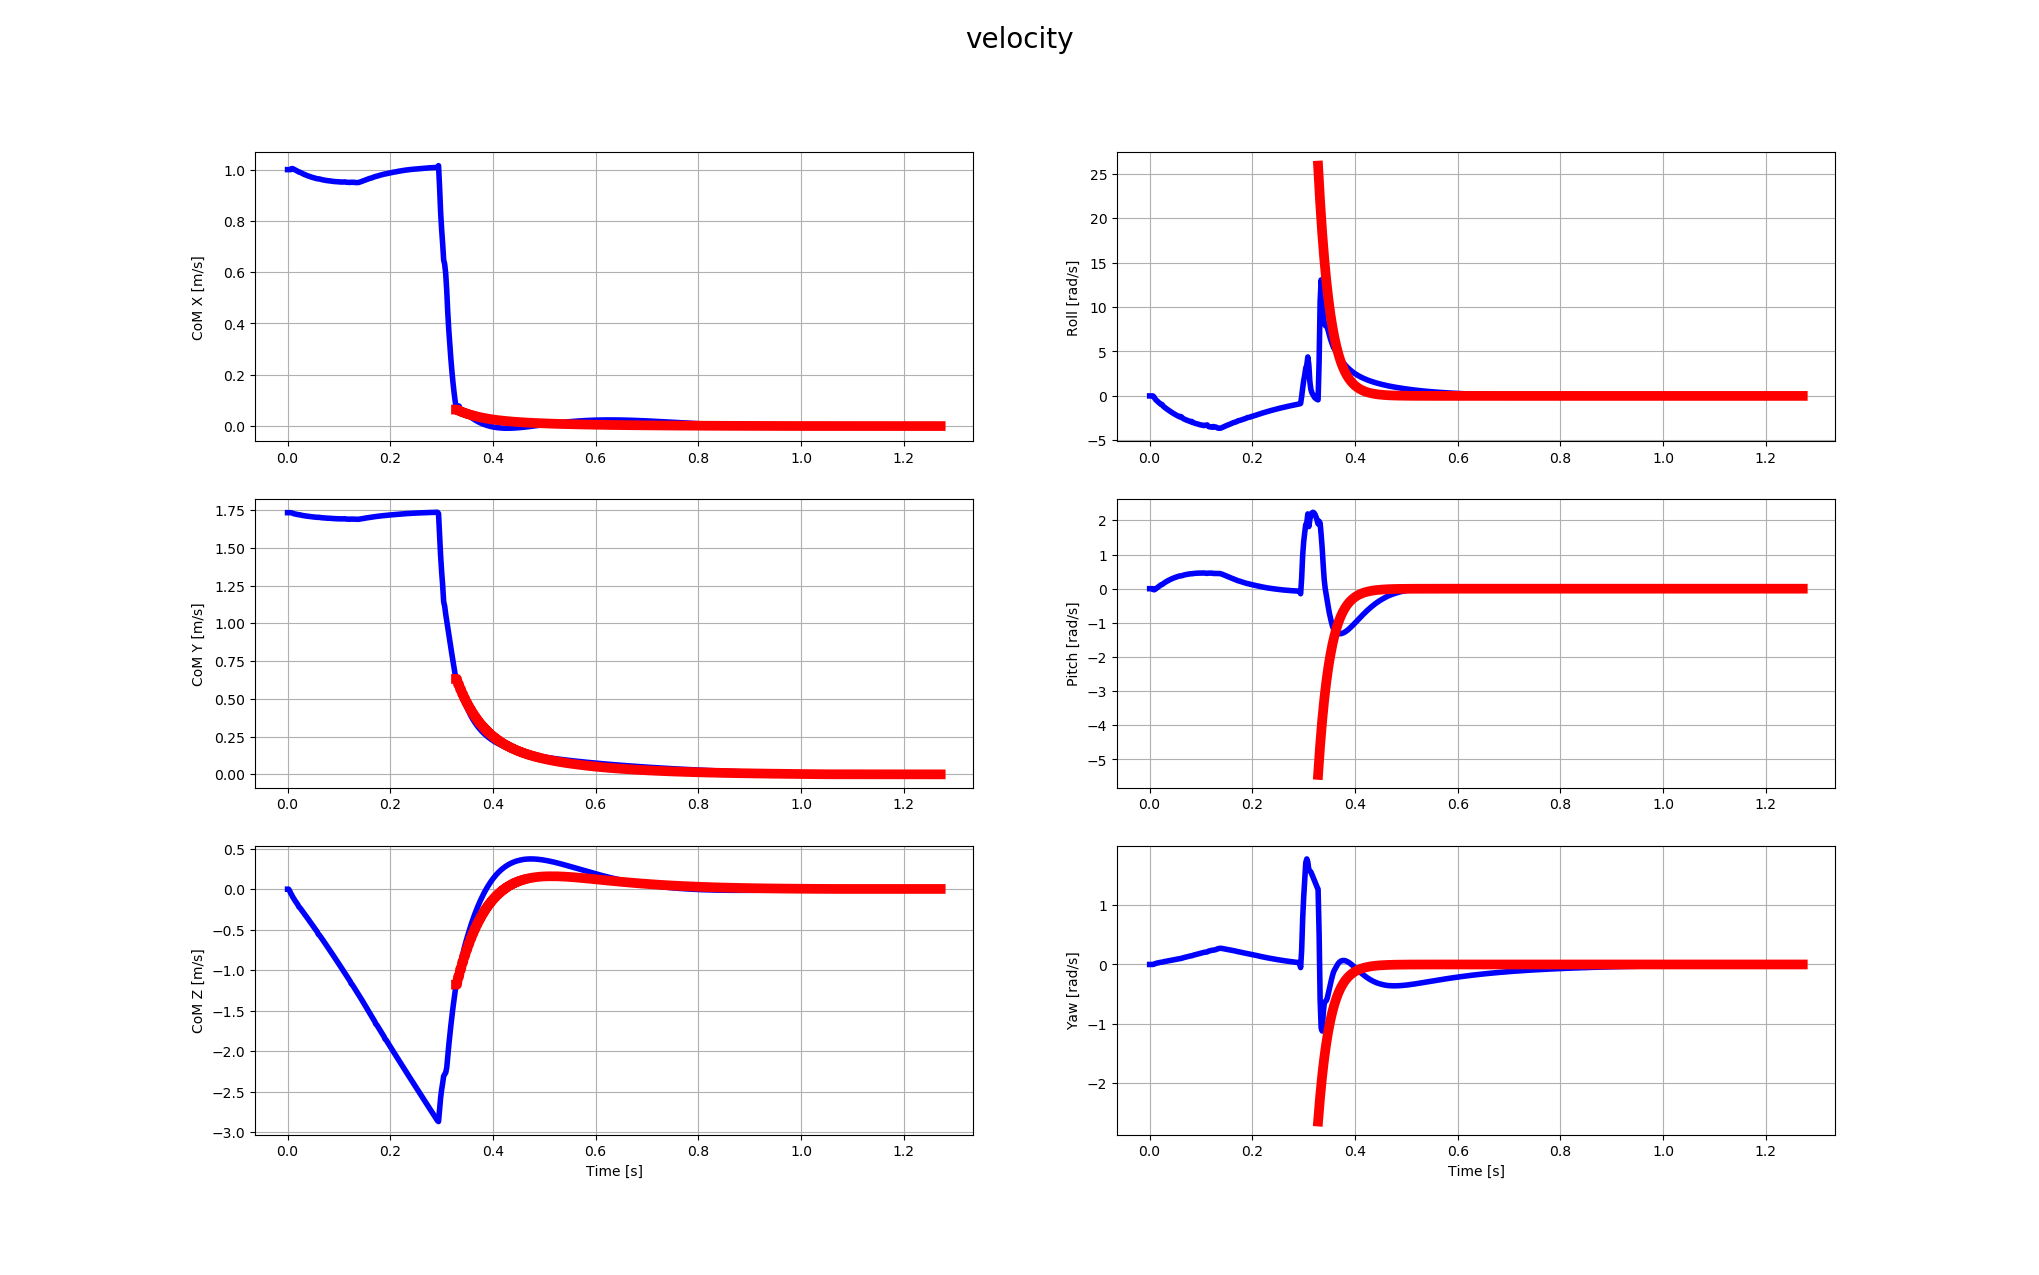 velocity
CoM X [m/s]
1.0
0.8
0.6
0.4
0.2
0.0
0.0 0.2 0.4 0.6 0.8 1.0 1.2
Roll [rad/s]
25
20
15
10
5
0
−5
0.0 0.2 0.4 0.6 0.8 1.0 1.2
CoM Y [m/s]
1.75
1.50
1.25
1.00
0.75
0.50
0.25
0.00
0.0 0.2 0.4 0.6 0.8 1.0 1.2
Pitch [rad/s]
2
1
0
−1
−2
−3
−4
−5
0.0 0.2 0.4 0.6 0.8 1.0 1.2
CoM Z [m/s]
0.5
0.0
−0.5
−1.0
−1.5
−2.0
−2.5
−3.0
0.0 0.2 0.4 0.6 0.8 1.0 1.2
Time [s]
Yaw [rad/s]
1
0
−1
−2
0.0 0.2 0.4 0.6 0.8 1.0 1.2
Time [s]